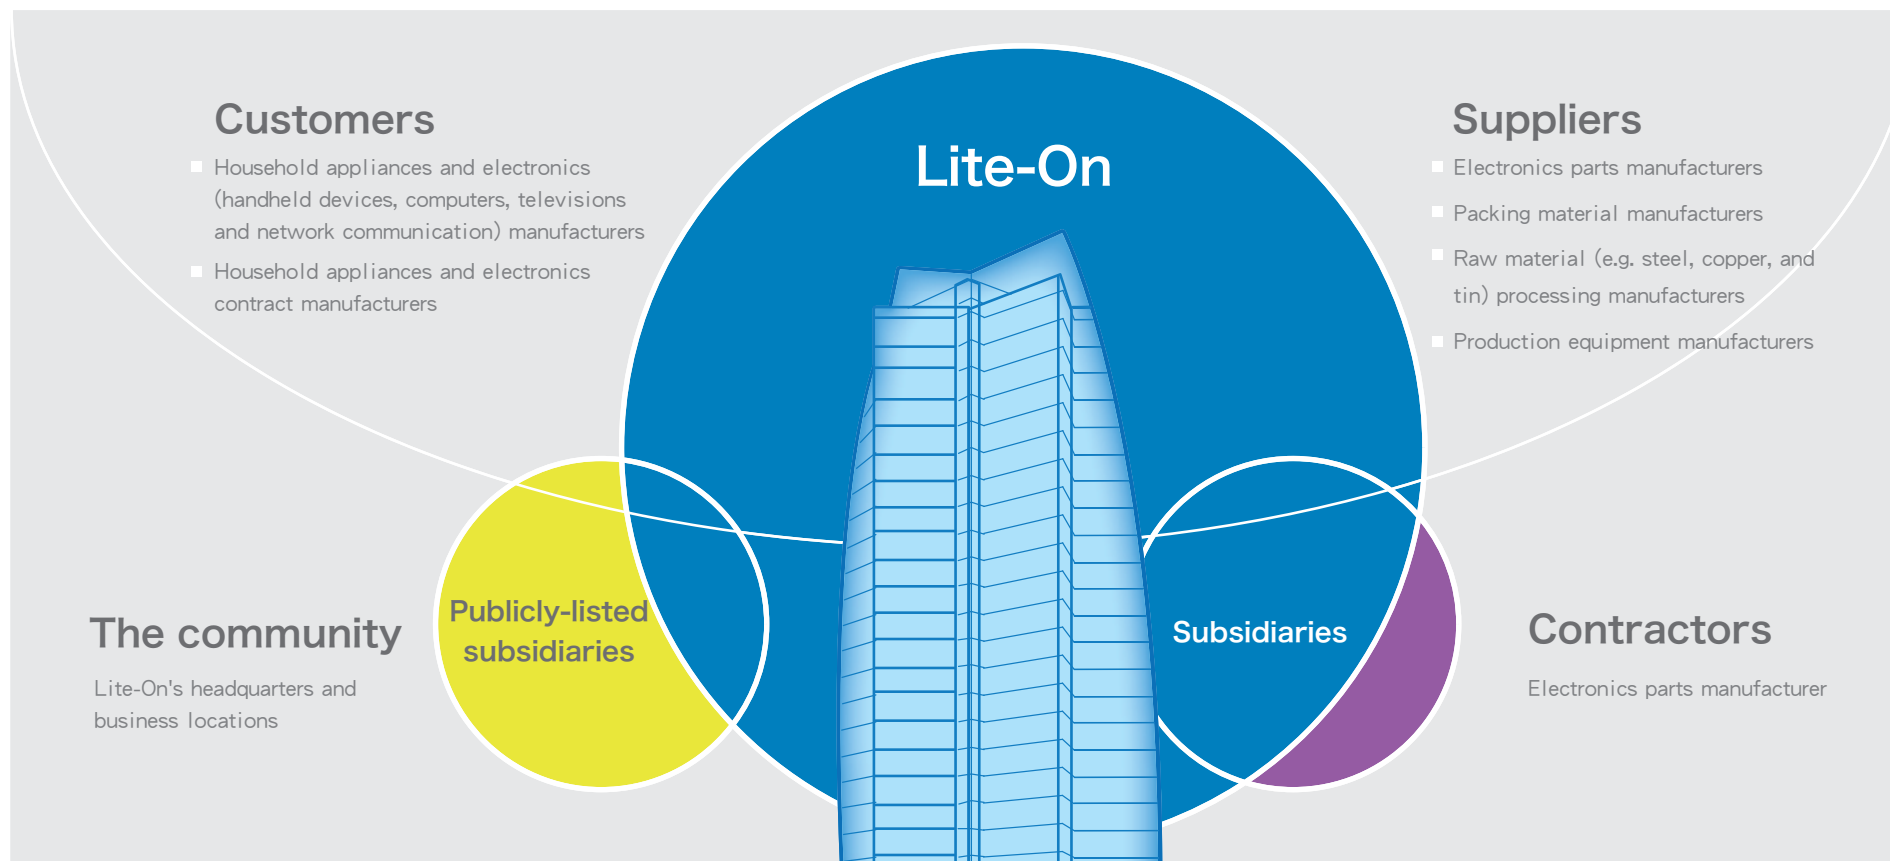 Customers
Household appliances and electronics
(handheld devices, computers, televisions
and network communication) manufacturers
Household appliances and electronics
contract manufacturers
Lite-On
Suppliers
Electronics parts manufacturers
Packing material manufacturers
Raw material (e.g. steel, copper, and
tin) processing manufacturers
Production equipment manufacturers
The community
Lite-On's headquarters and
business locations
Publicly-listed
subsidiaries
Subsidiaries
Contractors
Electronics parts manufacturer